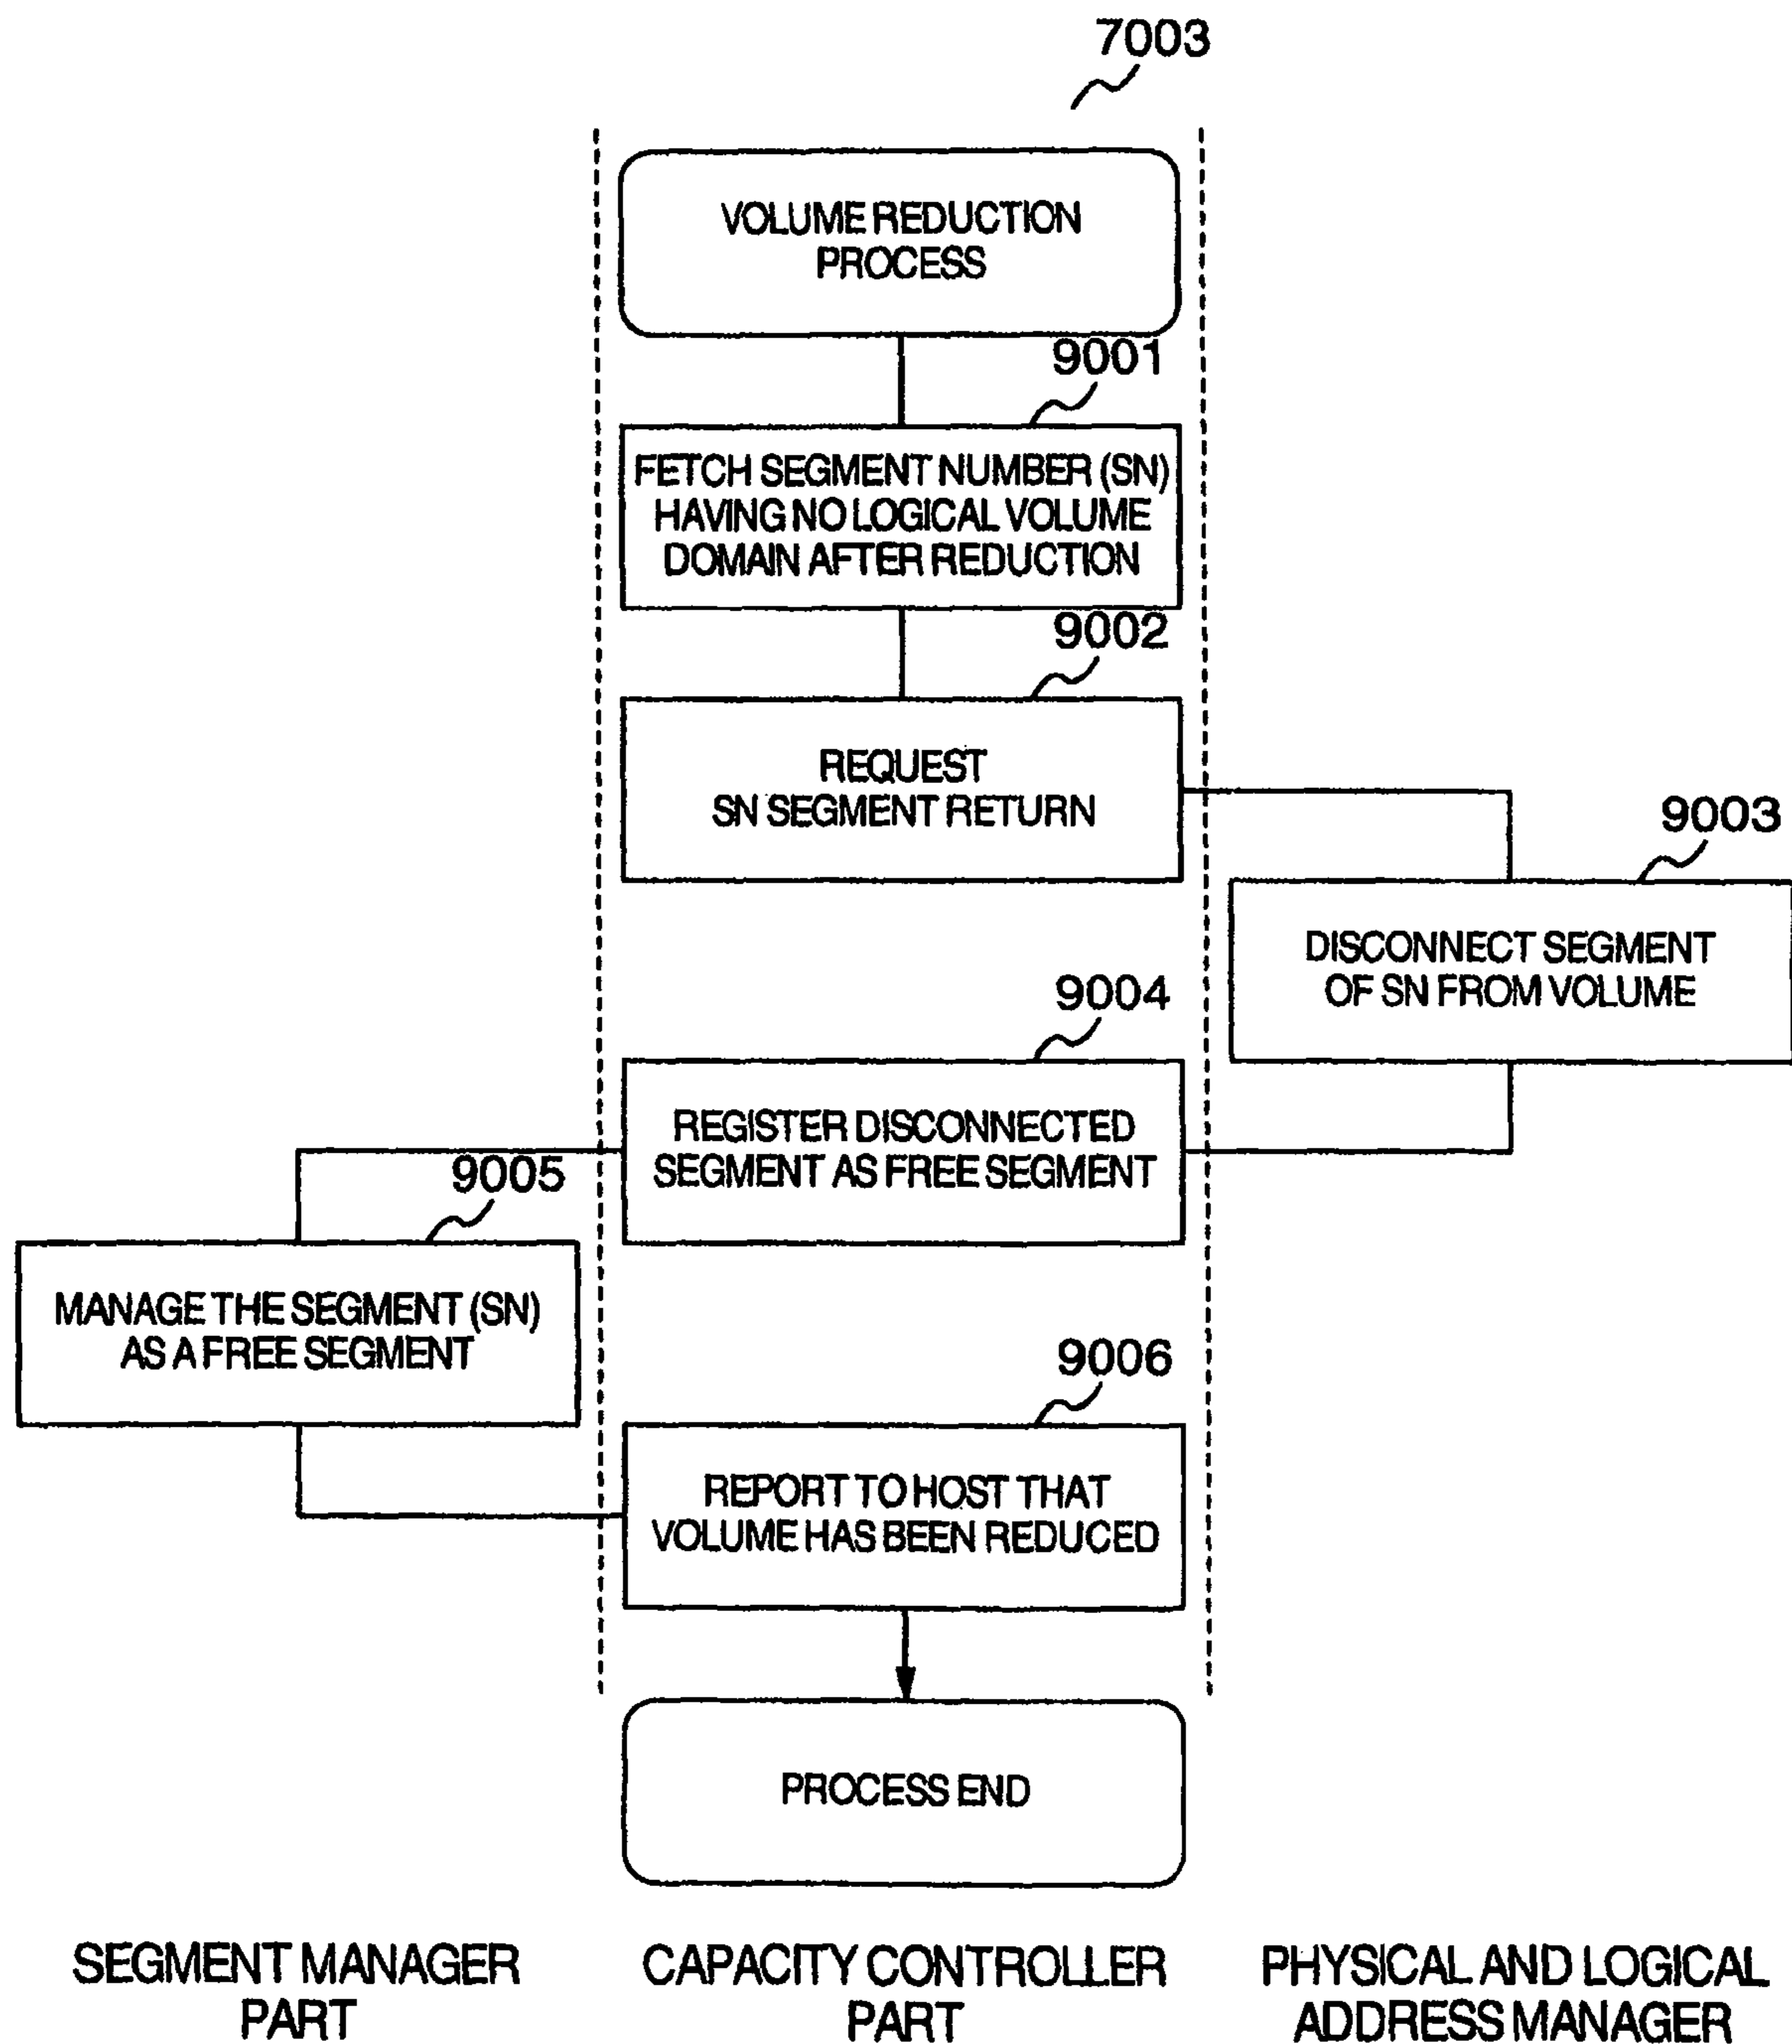 7003
VOLUME REDUCTION
PROCESS
9001
FETCH SEGMENT NUMBER (SN)
HAVING NO LOGICAL VOLUME
DOMAIN AFTER REDUCTION
9002
REQUEST
SN SEGMENT RETURN
9003
DISCONNECT SEGMENT
OF SN FROM VOLUME
9004
REGISTER DISCONNECTED
SEGMENT AS FREE SEGMENT
9005
MANAGE THE SEGMENT (SN)
AS A FREE SEGMENT
9006
REPORT TO HOST THAT
VOLUME HAS BEEN REDUCED
PROCESS END
SEGMENT MANAGER
PART
CAPACITY CONTROLLER
PART
PHYSICAL AND LOGICAL
ADDRESS MANAGER